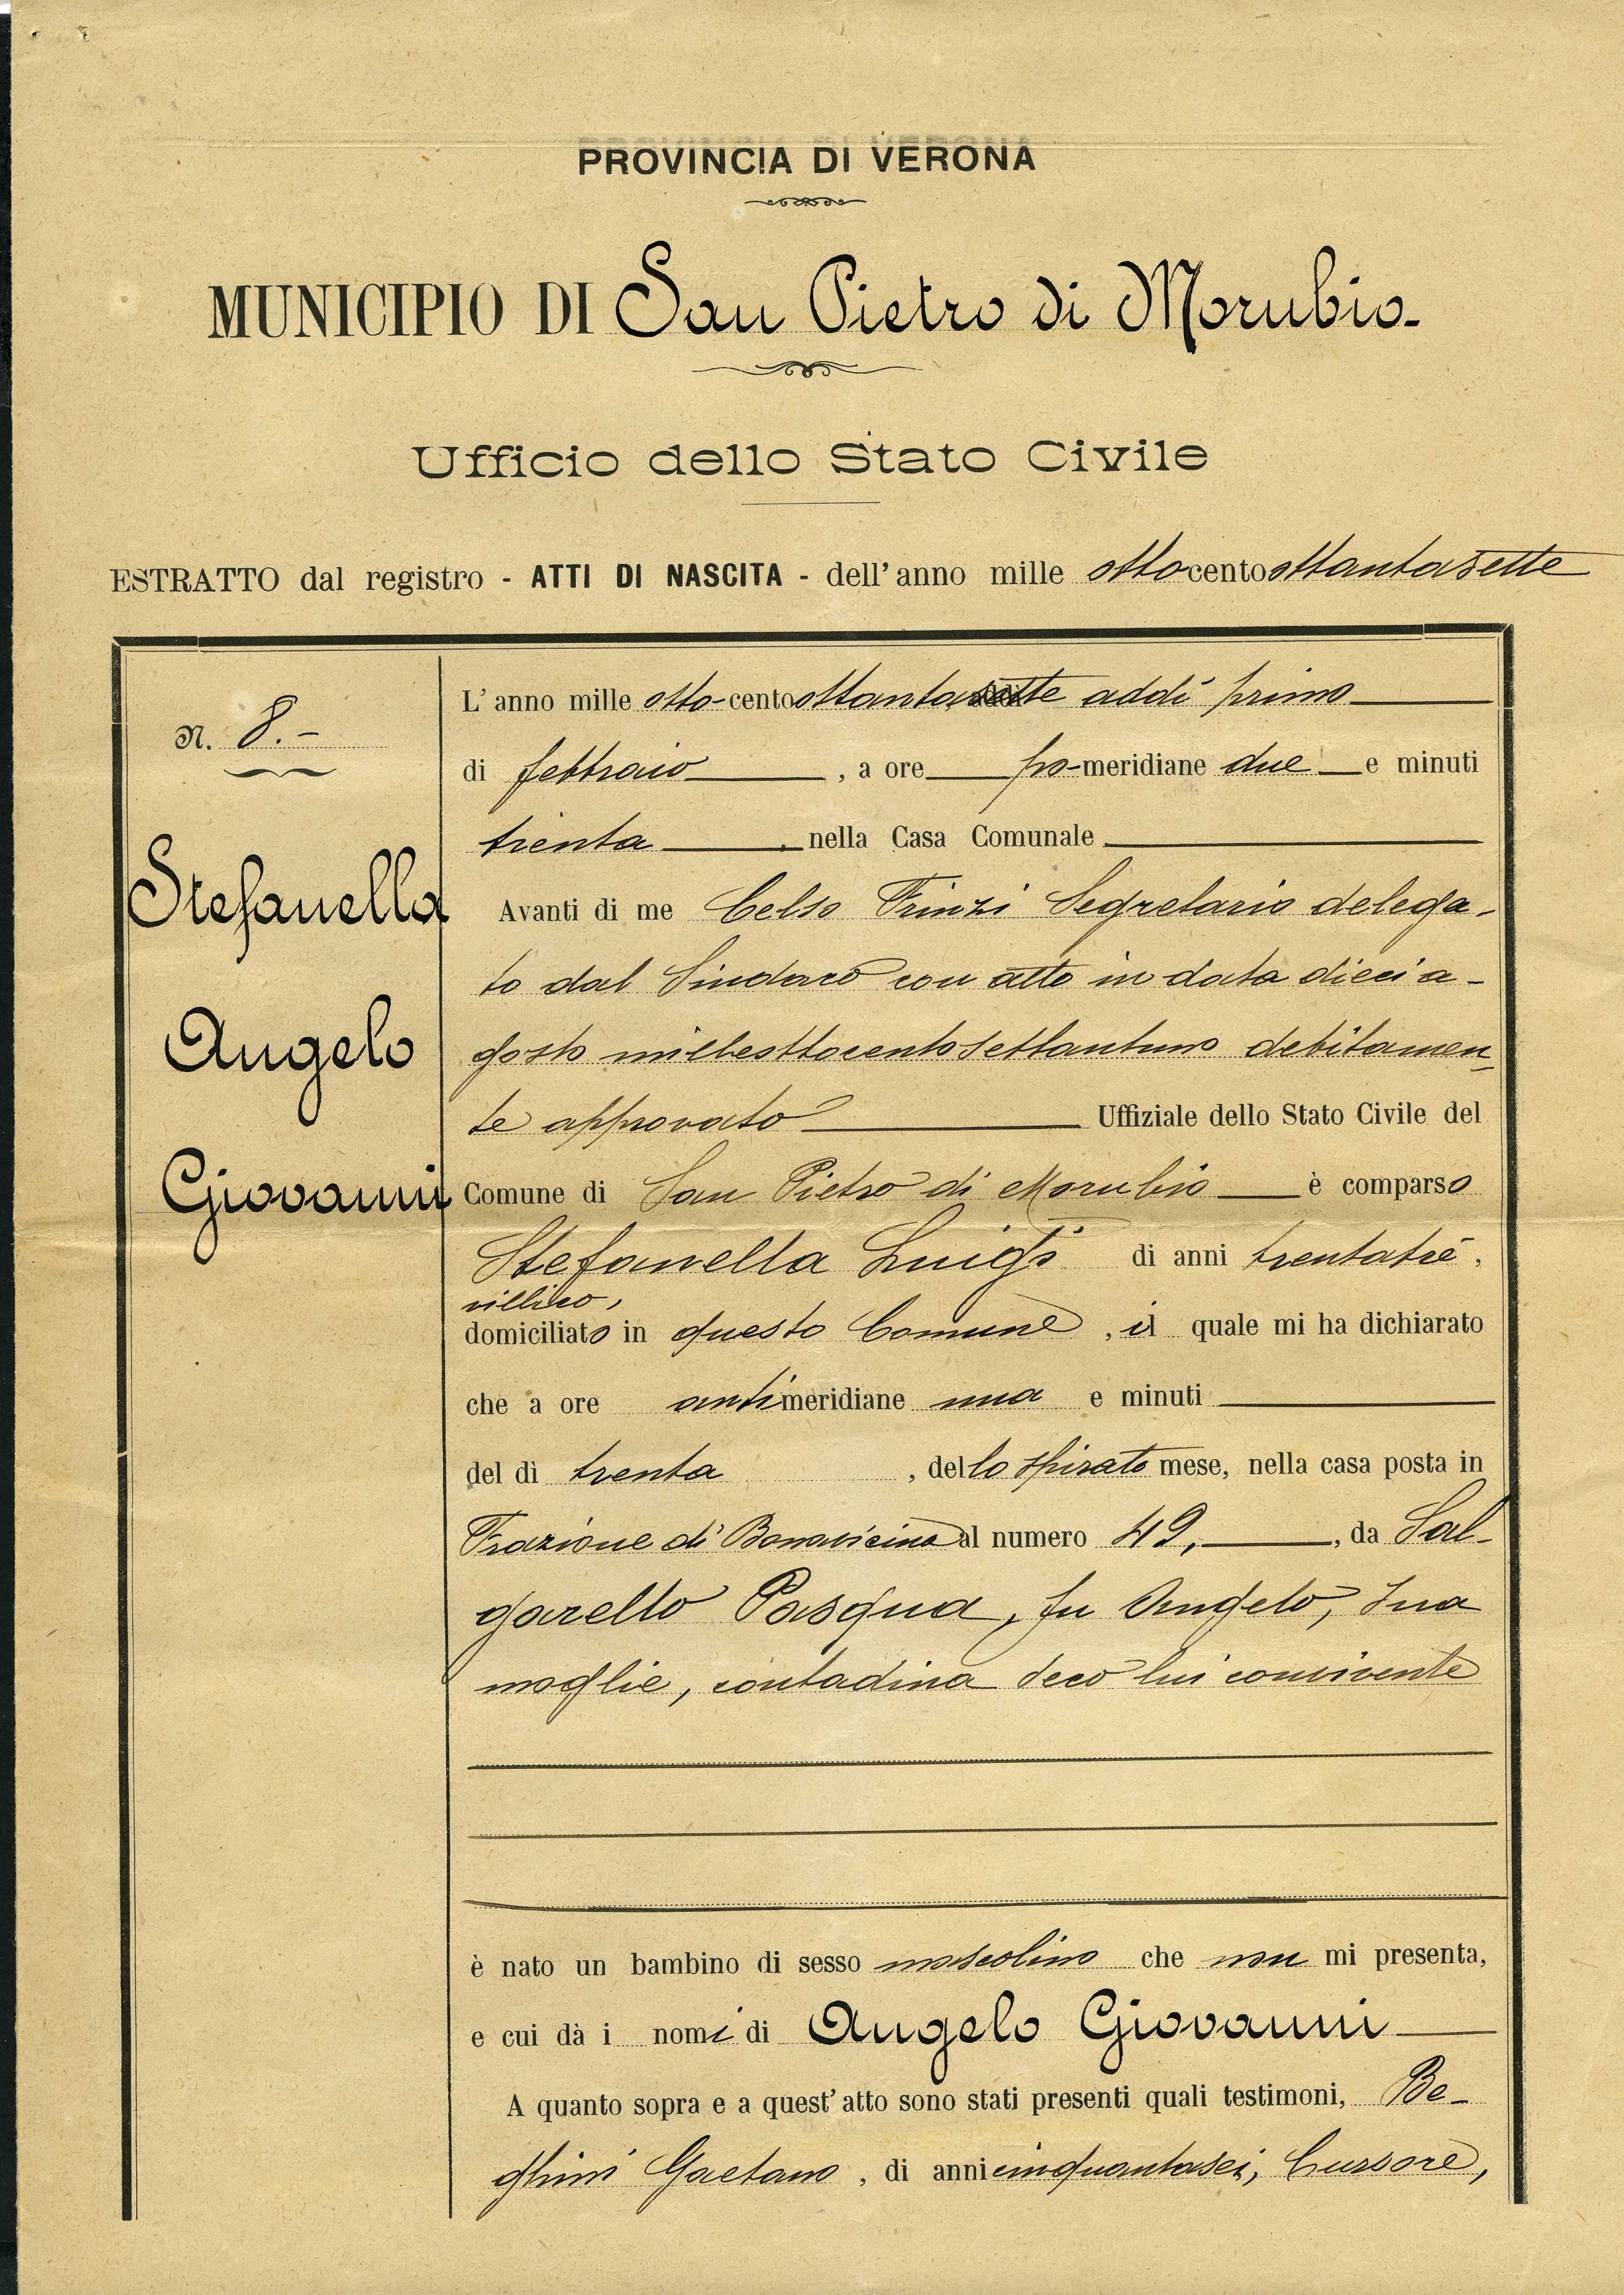 PROVINCIA DI VERONA
MUNICIPIO DI San Pietro di Morubio-
Ufficio dello Stato Civile
ESTRATTO dal registro - ATTI DI NASCITA - dell'anno mille ottocentoottantasette
N. 8.-
Stefanella
Angelo
Giovanni
L'anno mille otto-centoottantasette addì primo
di febbraio, a ore po-meridiane due e minuti
trenta, nella Casa Comunale
Avanti di me Celso Prinzi Segretario delega-
to dal Sindaco con atto in data dieci a-
gosto milleottocentosettantuno debitamen-
te approvato Uffiziale dello Stato Civile del
Comune di San Pietro di Morubio è comparso
Stefanella Luigi di anni trentatrè,
villico,
domiciliato in questo Comune, il quale mi ha dichiarato
che a ore antimeridiane una e minuti
del dì trenta, dello spirato mese, nella casa posta in
Frazione di Bonavicina al numero 49, da Sal-
garello Pasqua, fu Angelo, sua
moglie, contadina seco lui convivente
è nato un bambino di sesso mascolino che non mi presenta,
e cui dà i nomi di Angelo Giovanni
A quanto sopra e a quest'atto sono stati presenti quali testimoni, Be-
ghini Gaetano, di anni cinquantasei, Cursore,